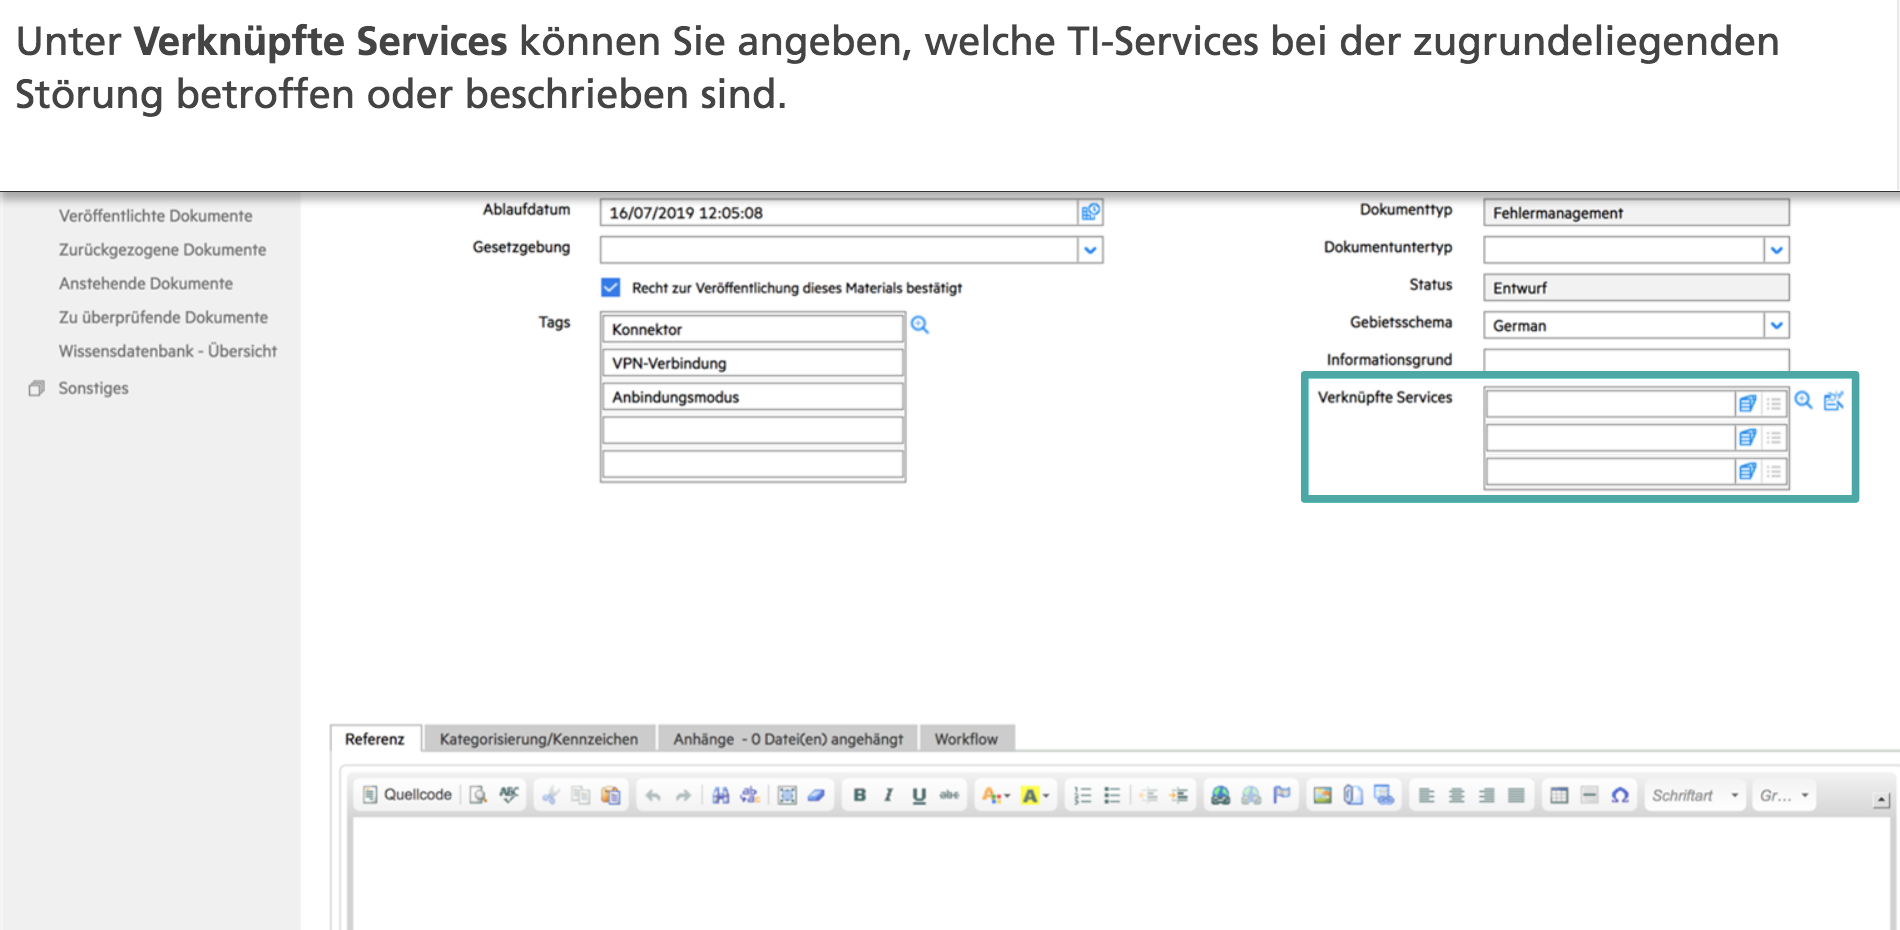 Unter Verknüpfte Services können Sie angeben, welche TI-Services bei der zugrundeliegenden
Störung betroffen oder beschrieben sind.
Veröffentlichte Dokumente
Zurückgezogene Dokumente
Anstehende Dokumente
Zu überprüfende Dokumente
Wissensdatenbank - Übersicht
Sonstiges
Ablaufdatum 16/07/2019 12:05:08
Gesetzgebung
Recht zur Veröffentlichung dieses Materials bestätigt
Tags Konnektor
VPN-Verbindung
Anbindungsmodus
Dokumenttyp Fehlermanagement
Dokumentuntertyp
Status Entwurf
Gebietsschema German
Informationsgrund
Verknüpfte Services
Referenz Kategorisierung/Kennzeichen Anhänge - 0 Datei(en) angehängt Workflow
Quellcode ABC B I U abc A A Schriftart Gr...